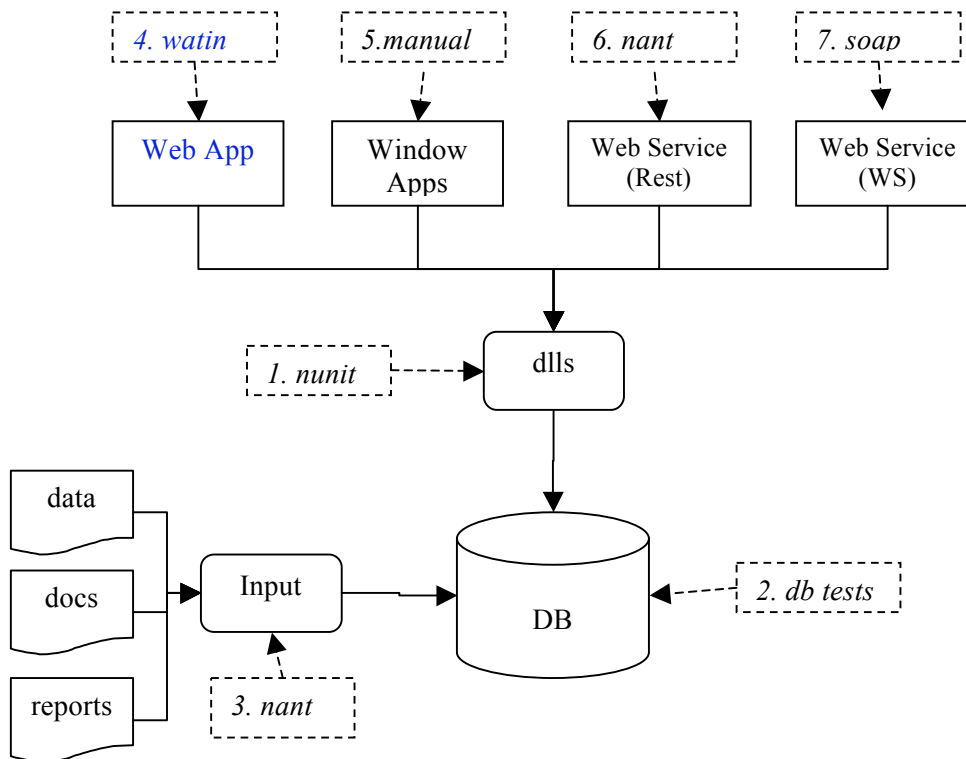 4. watin
5.manual
6. nant
7. soap
Web App
Window
Apps
Web Service
(Rest)
Web Service
(WS)
1. nunit
dlls
data
docs
reports
Input
DB
2. db tests
3. nant